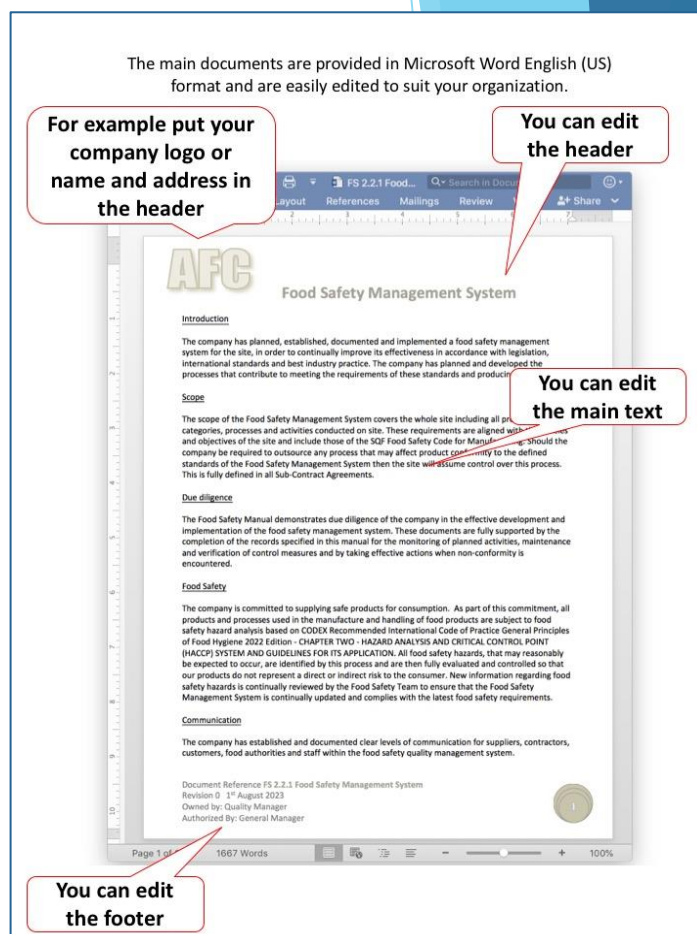 The main documents are provided in Microsoft Word English (US)
format and are easily edited to suit your organization.
For example put your
company logo or
name and address in
the header
You can edit
the header
FS 2.2.1 Food...
Search in Docu
ayout References Mailings Review Share
AFC
Food Safety Management System
Introduction
The company has planned, established, documented and implemented a food safety management
system for the site, in order to continually improve its effectiveness in accordance with legislation,
international standards and best industry practice. The company has planned and developed the
processes that contribute to meeting the requirements of these standards and producin
You can edit
the main text
Scope
The scope of the Food Safety Management System covers the whole site including all pr
categories, processes and activities conducted on site. These requirements are aligned with
and objectives of the site and include those of the SQF Food Safety Code for Manuf ing. Should the
company be required to outsource any process that may affect product conformity to the defined
standards of the Food Safety Management System then the site will assume control over this process.
This is fully defined in all Sub-Contract Agreements.
Due diligence
The Food Safety Manual demonstrates due diligence of the company in the effective development and
implementation of the food safety management system. These documents are fully supported by the
completion of the records specified in this manual for the monitoring of planned activities, maintenance
and verification of control measures and by taking effective actions when non-conformity is
encountered.
Food Safety
The company is committed to supplying safe products for consumption. As part of this commitment, all
products and processes used in the manufacture and handling of food products are subject to food
safety hazard analysis based on CODEX Recommended International Code of Practice General Principles
of Food Hygiene 2022 Edition - CHAPTER TWO - HAZARD ANALYSIS AND CRITICAL CONTROL POINT
(HACCP) SYSTEM AND GUIDELINES FOR ITS APPLICATION. All food safety hazards, that may reasonably
be expected to occur, are identified by this process and are then fully evaluated and controlled so that
our products do not represent a direct or indirect risk to the consumer. New information regarding food
safety hazards is continually reviewed by the Food Safety Team to ensure that the Food Safety
Management System is continually updated and complies with the latest food safety requirements.
Communication
The company has established and documented clear levels of communication for suppliers, contractors,
customers, food authorities and staff within the food safety quality management system.
Document Reference FS 2.2.1 Food Safety Management System
Revision 0 1st August 2023
Owned by: Quality Manager
Authorized By: General Manager
1
Page 1 of 1667 Words 100%
You can edit
the footer